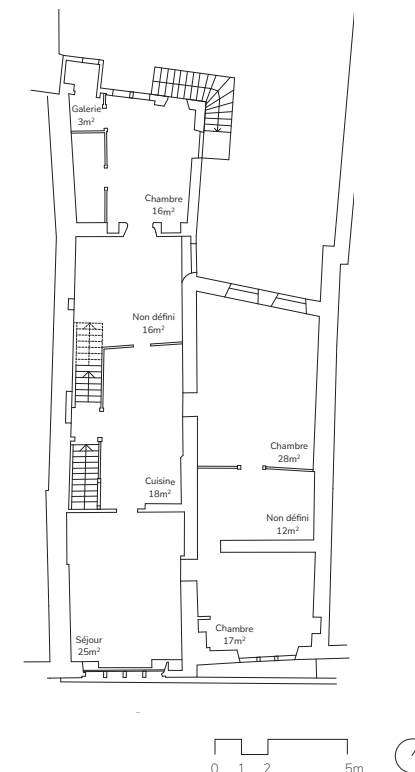 Galerie
3m²
Chambre
16m²
Non défini
16m²
Chambre
28m²
Cuisine
18m²
Non défini
12m²
Chambre
17m²
Séjour
25m²
0 1 2 5m